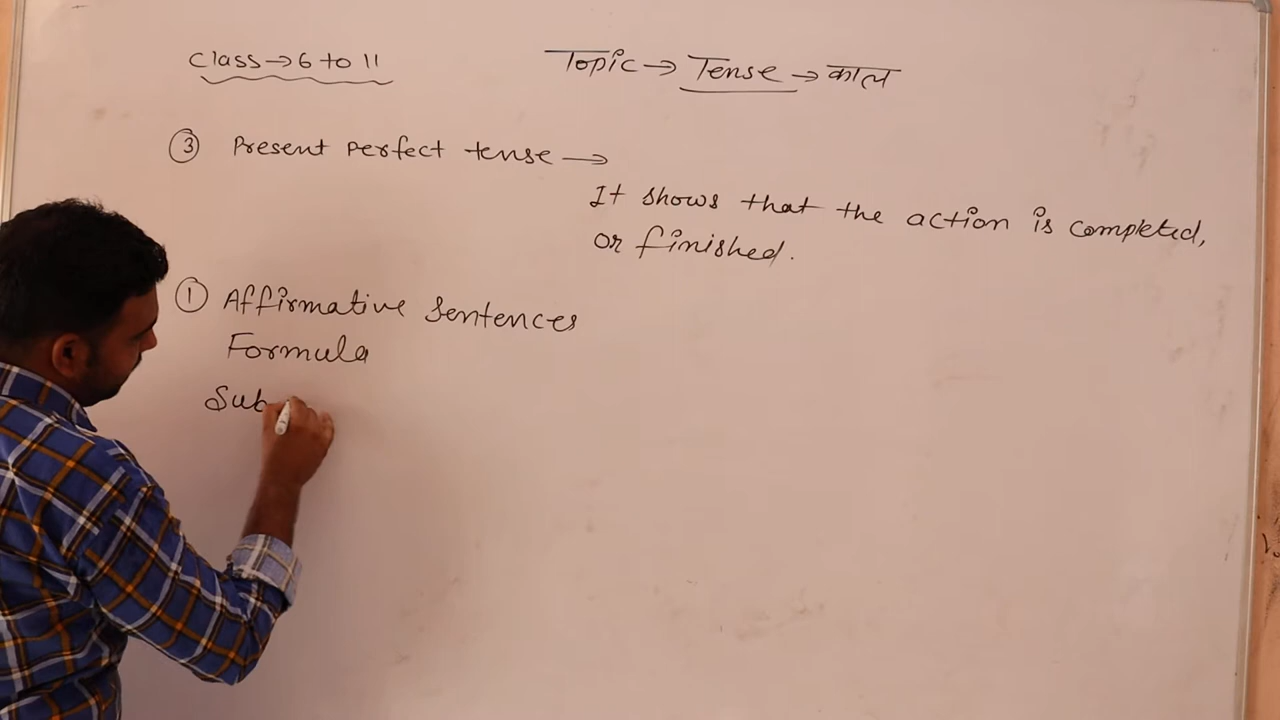 Class→6 to 11
Topic→Tense→काल
③ Present perfect tense→
It shows that the action is completed,
or finished.
① Affirmative Sentences
Formula
Sub